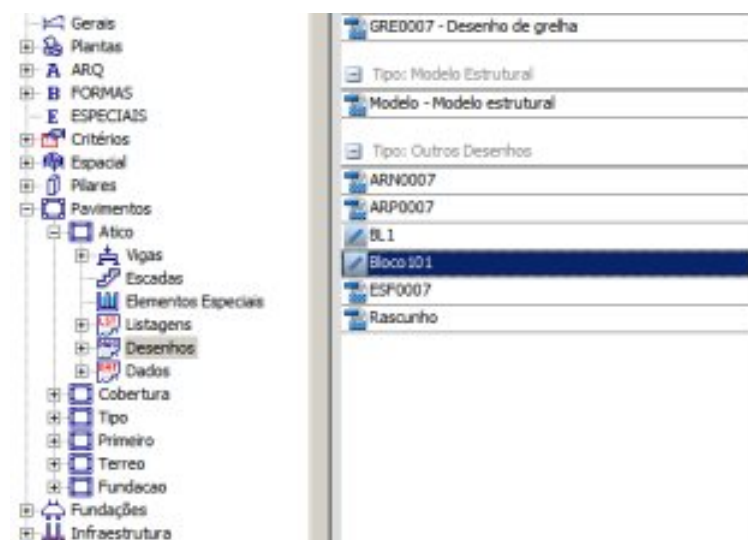 Gerais
Plantas
A ARQ
B FORMAS
E ESPECIAIS
Critérios
Espacial
Pilares
Pavimentos
Atico
Vigas
Escadas
Elementos Especiais
Listagens
Desenhos
Dados
Cobertura
Tipo
Primeiro
Terreo
Fundacao
Fundações
Infraestrutura
GRE0007 - Desenho de grelha
Tipo: Modelo Estrutural
Modelo - Modelo estrutural
Tipo: Outros Desenhos
ARN0007
ARP0007
BL1
Bloco101
ESF0007
Rascunho